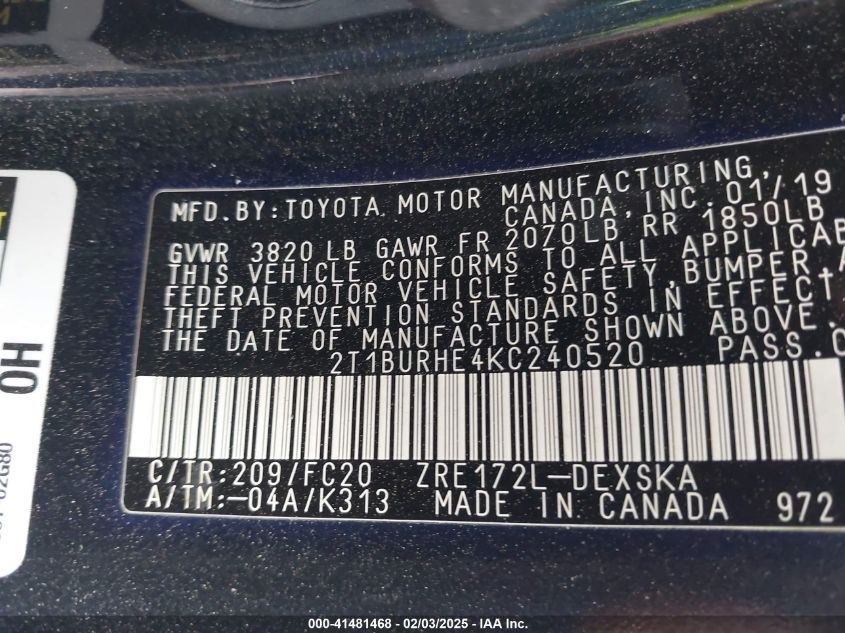 MFD.BY:TOYOTA MOTOR MANUFACTURING,
CANADA, INC. 01/19
GVWR 3820 LB GAWR FR 2070LB RR 1850LB
THIS VEHICLE CONFORMS TO ALL APPLICAB
FEDERAL MOTOR VEHICLE SAFETY, BUMPER, A
THEFT PREVENTION STANDARDS IN EFFECT
THE DATE OF MANUFACTURE SHOWN ABOVE.
2T1BURHE4KC240520 PASS.C
C/TR:209/FC20 ZRE172L-DEXSKA
A/TM:-04A/K313 MADE IN CANADA 972
OH
02G80
000-41481468 - 02/03/2025 - IAA Inc.